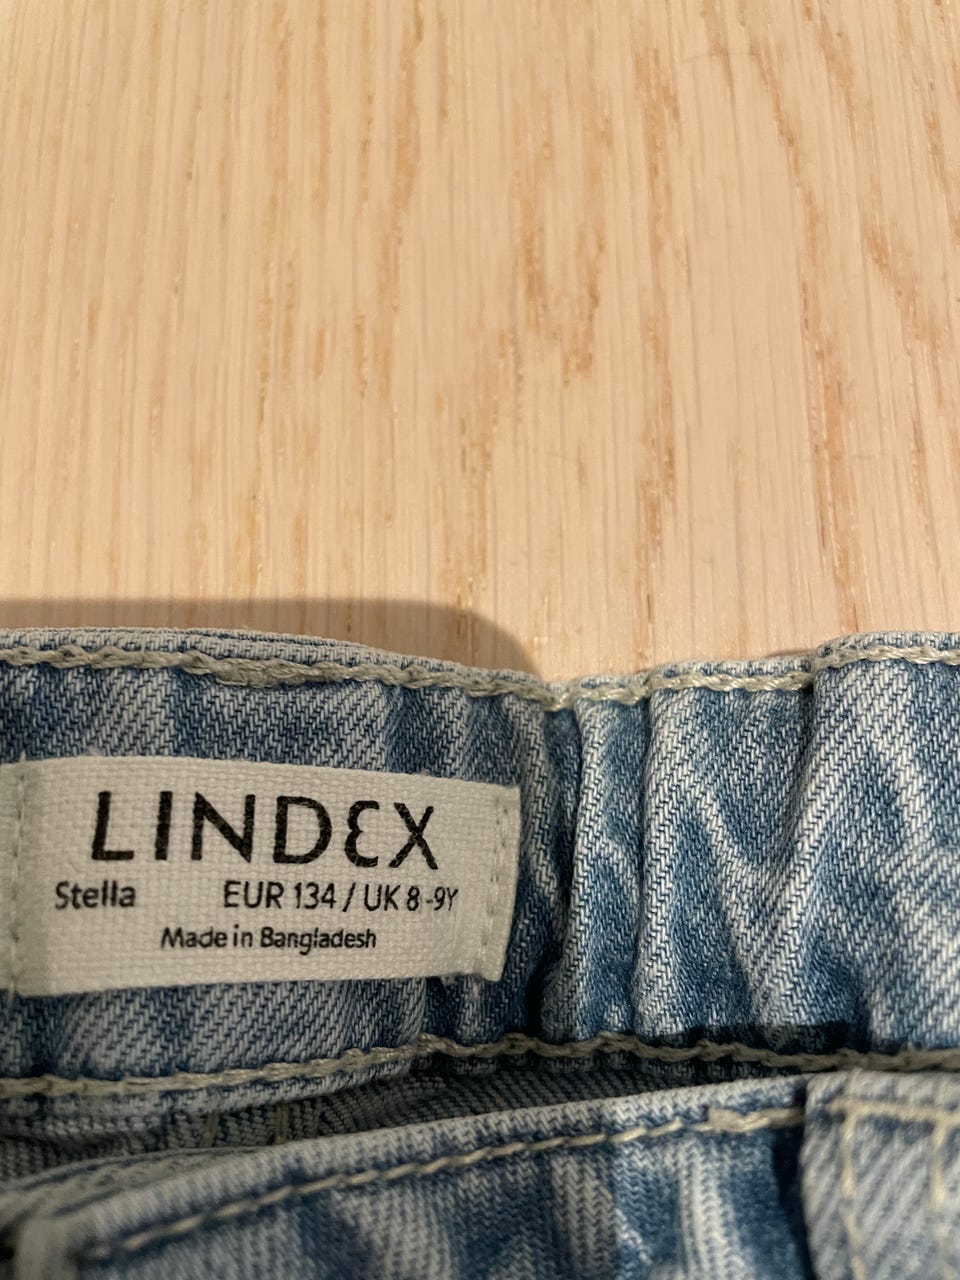 LINDEX
Stella EUR 134 / UK 8-9Y
Made in Bangladesh